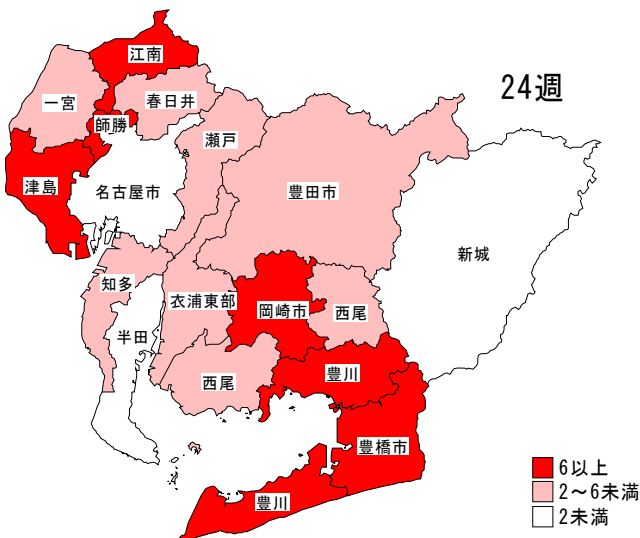 江南
24週
春日井
一宮
師勝
瀬戸
津島
名古屋市
豊田市
新城
知多
衣浦東部
岡崎市
西尾
半田
豊川
西尾
豊橋市
豊川
6以上
2～6未満
2未満